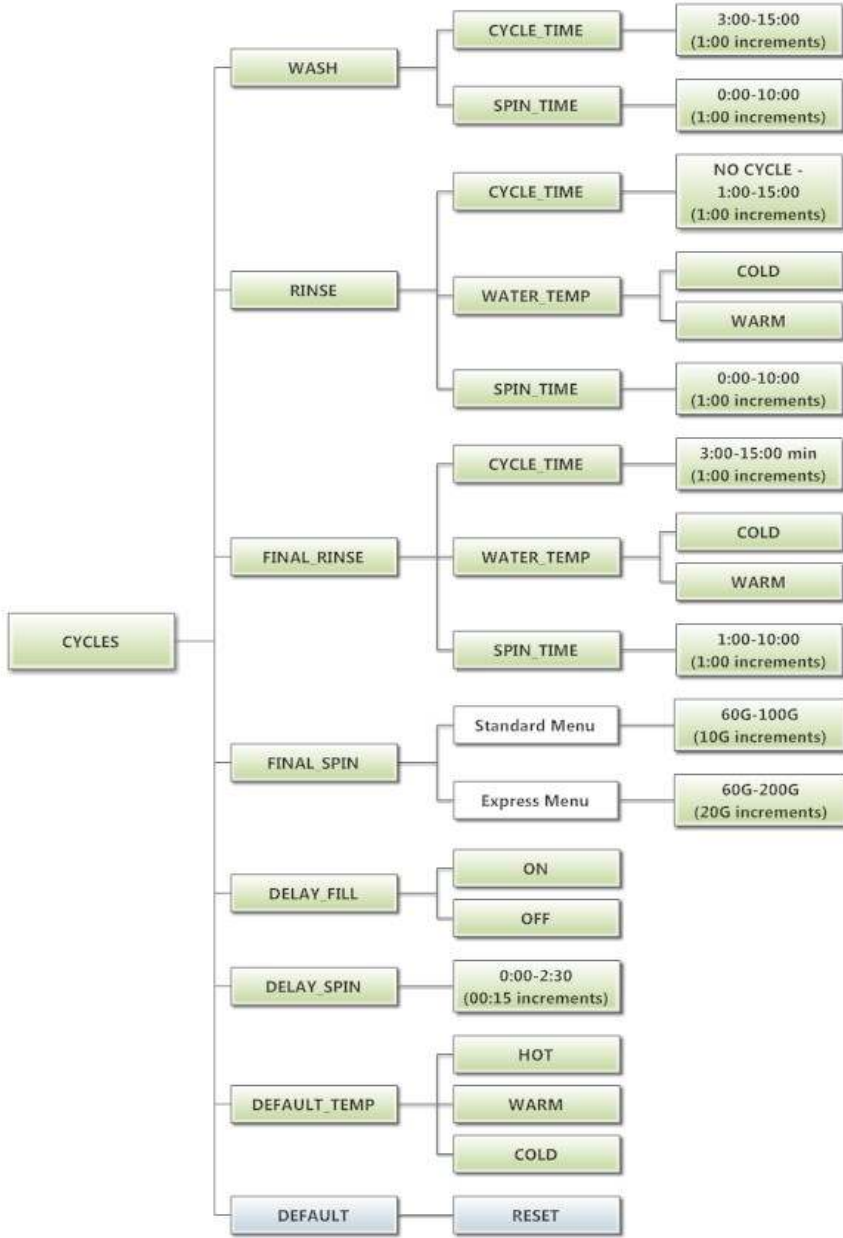 CYCLES
WASH
CYCLE_TIME
3:00-15:00
(1:00 increments)
SPIN_TIME
0:00-10:00
(1:00 increments)
RINSE
CYCLE_TIME
NO CYCLE -
1:00-15:00
(1:00 increments)
WATER_TEMP
COLD
WARM
SPIN_TIME
0:00-10:00
(1:00 increments)
FINAL_RINSE
CYCLE_TIME
3:00-15:00 min
(1:00 increments)
WATER_TEMP
COLD
WARM
SPIN_TIME
1:00-10:00
(1:00 increments)
FINAL_SPIN
Standard Menu
60G-100G
(10G increments)
Express Menu
60G-200G
(20G increments)
DELAY_FILL
ON
OFF
DELAY_SPIN
0:00-2:30
(00:15 increments)
DEFAULT_TEMP
HOT
WARM
COLD
DEFAULT
RESET